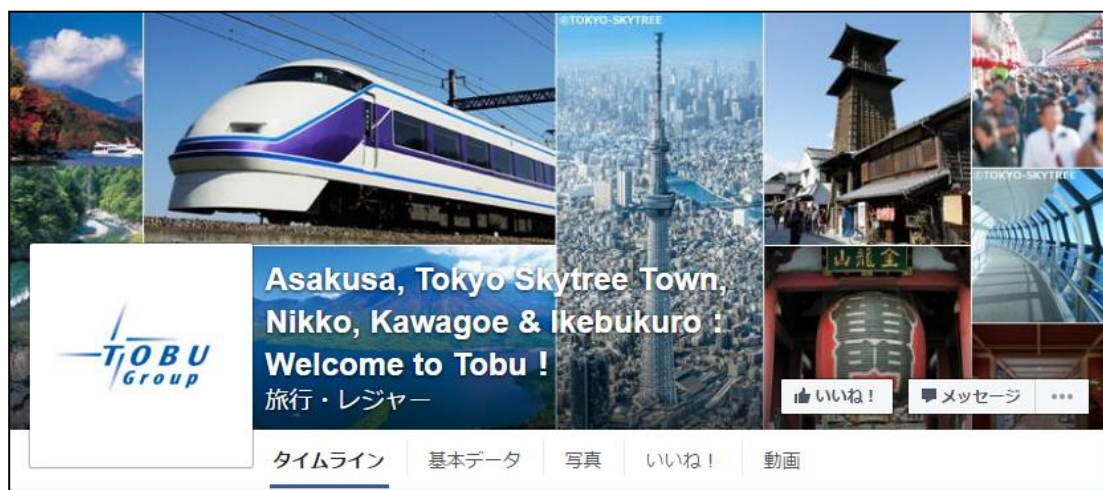 ©TOKYO-SKYTREE
©TOKYO-SKYTREE
山龍金
Asakusa, Tokyo Skytree Town,
Nikko, Kawagoe & Ikebukuro :
Welcome to Tobu !
旅行・レジャー
TOBU
Group
いいね！
メッセージ
•••
タイムライン
基本データ
写真
いいね！
動画